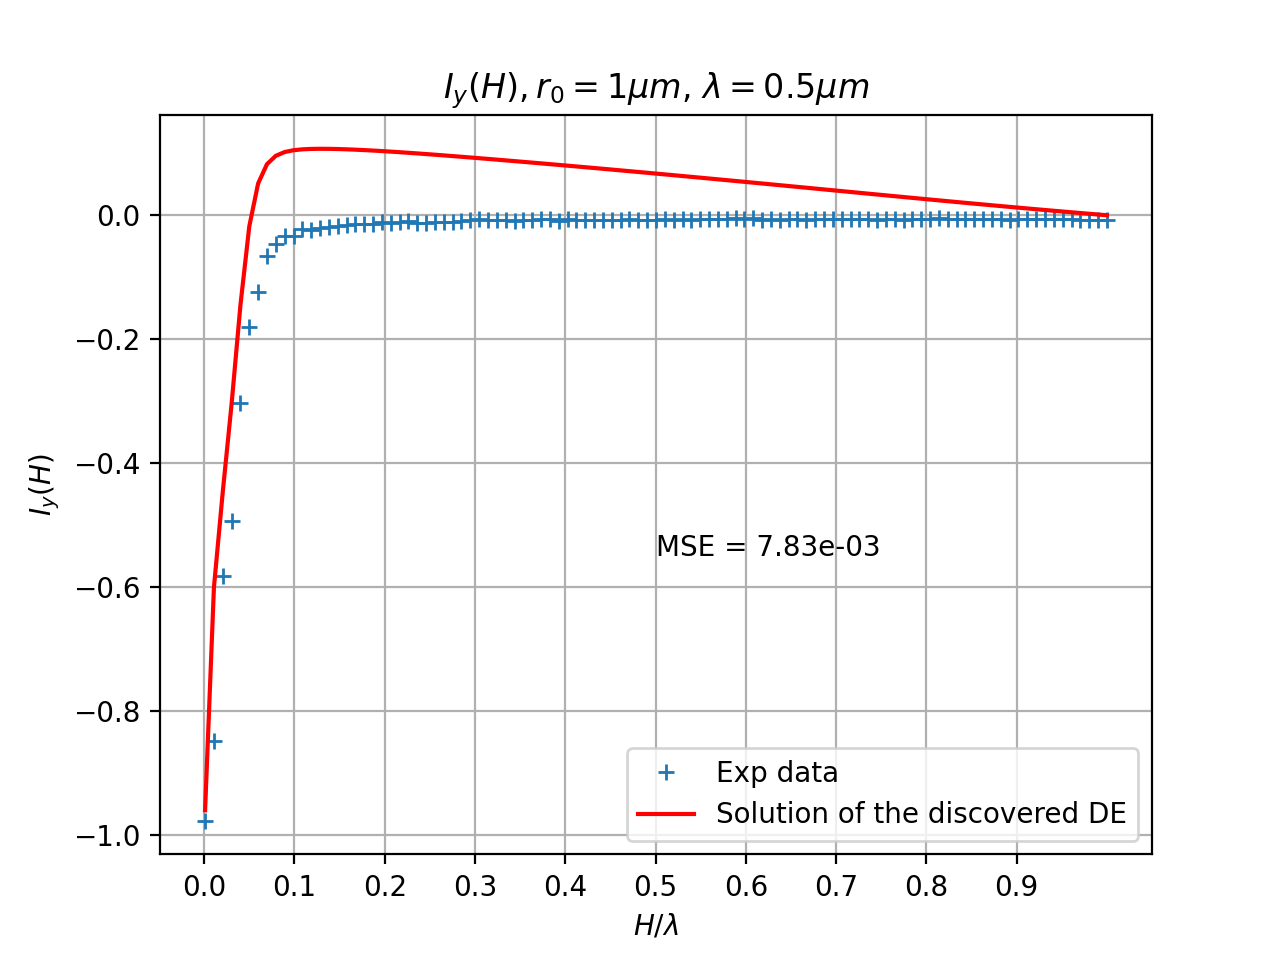 I_y(H), r_0 = 1μm, λ = 0.5μm
I_y(H)
0.0
−0.2
−0.4
−0.6
−0.8
−1.0
MSE = 7.83e-03
Exp data
Solution of the discovered DE
0.0 0.1 0.2 0.3 0.4 0.5 0.6 0.7 0.8 0.9
H/λ